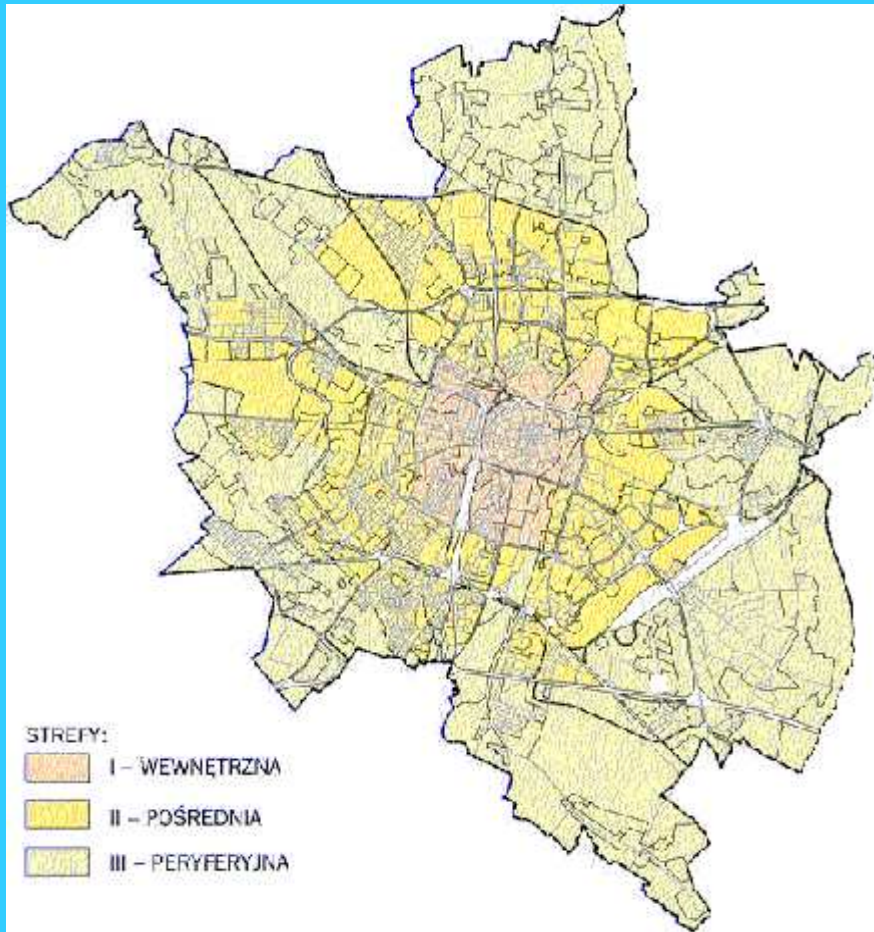 STREFY:
I – WEWNĘTRZNA
II – POŚREDNIA
III – PERYFERYJNA